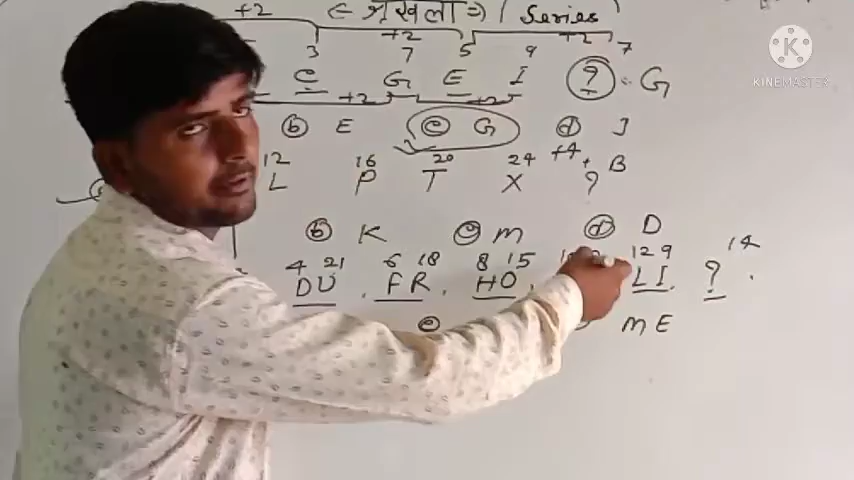 +2 ← श्रृंखला ⇒ (Series)
+2 +2
3 7 5 9 7
C G E I ? = G
+2 +2
KINEMASTER
ⓑ E ⓒ G ⓓ J
12 16 20 24 +4
L P T X ? B
ⓑ K ⓒ M ⓓ D
4 21 6 18 8 15 12 9 14
DU, FR, HO, LI, ?
ME